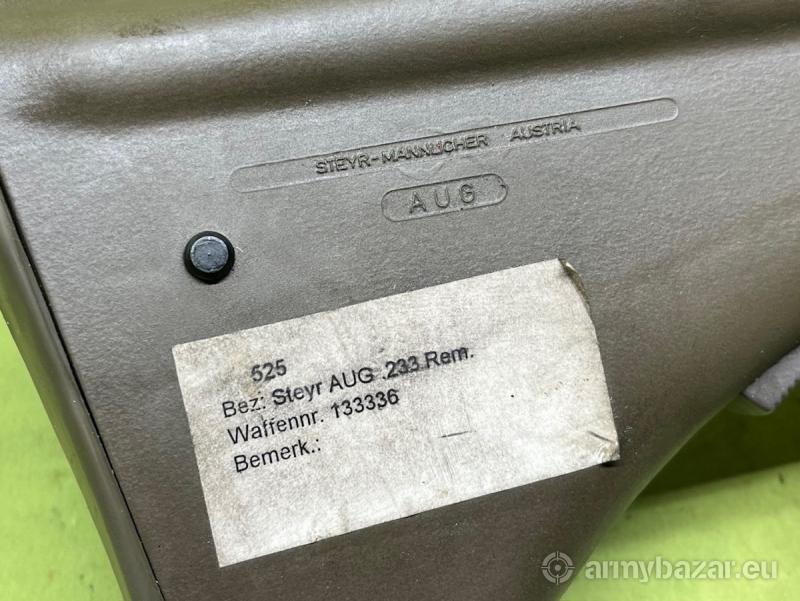 STEYR-MANNLICHER AUSTRIA
AUG
525
Bez: Steyr AUG .233 Rem.
Waffennr. 133336
Bemerk.:
armybazar.eu